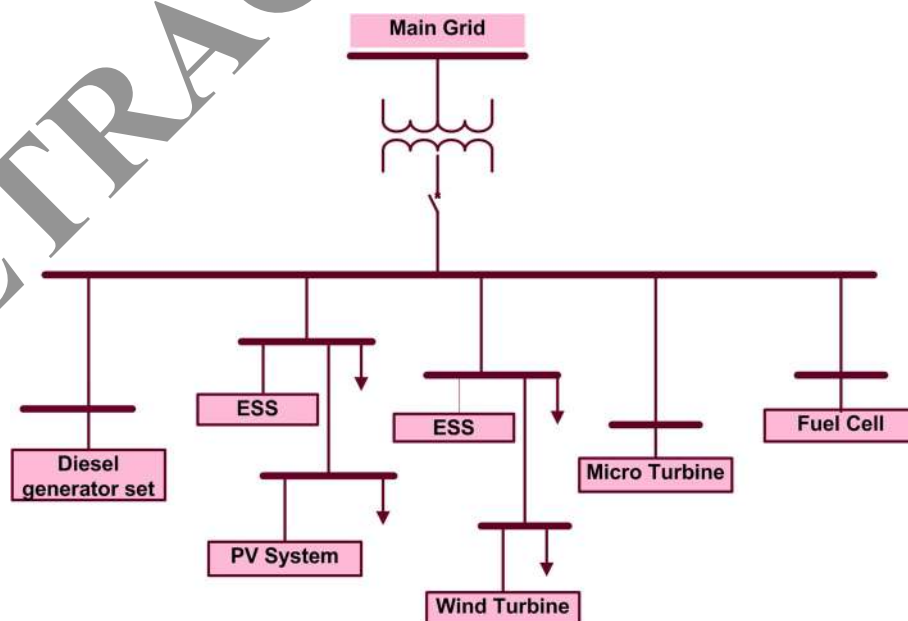 Main Grid
ESS
ESS
Fuel Cell
Diesel
generator set
Micro Turbine
PV System
Wind Turbine